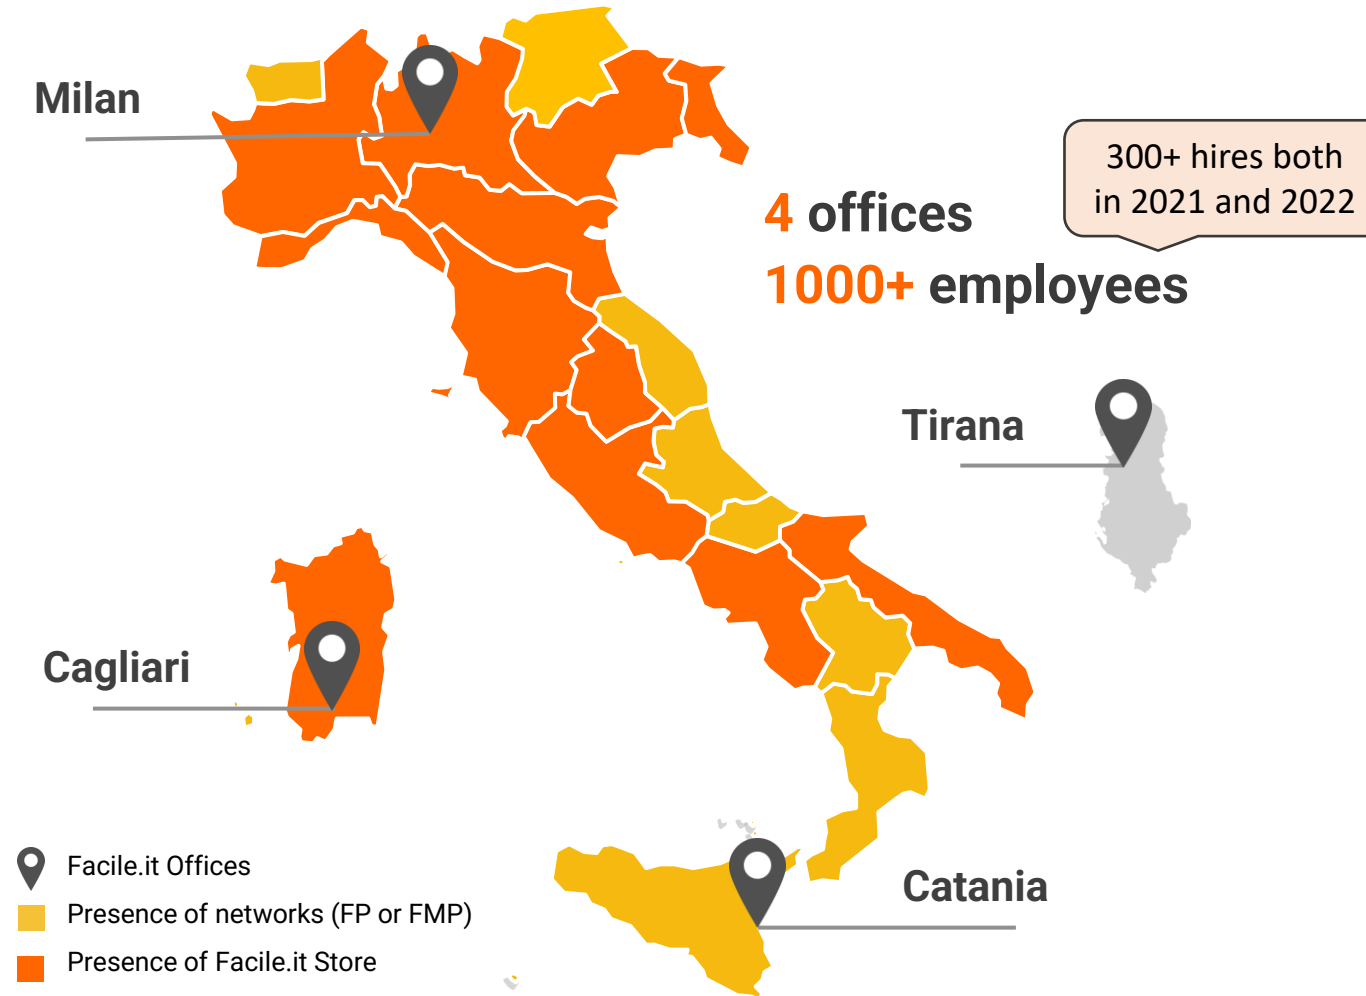 Milan
300+ hires both
in 2021 and 2022
4 offices
1000+ employees
Tirana
Cagliari
Catania
Facile.it Offices
Presence of networks (FP or FMP)
Presence of Facile.it Store